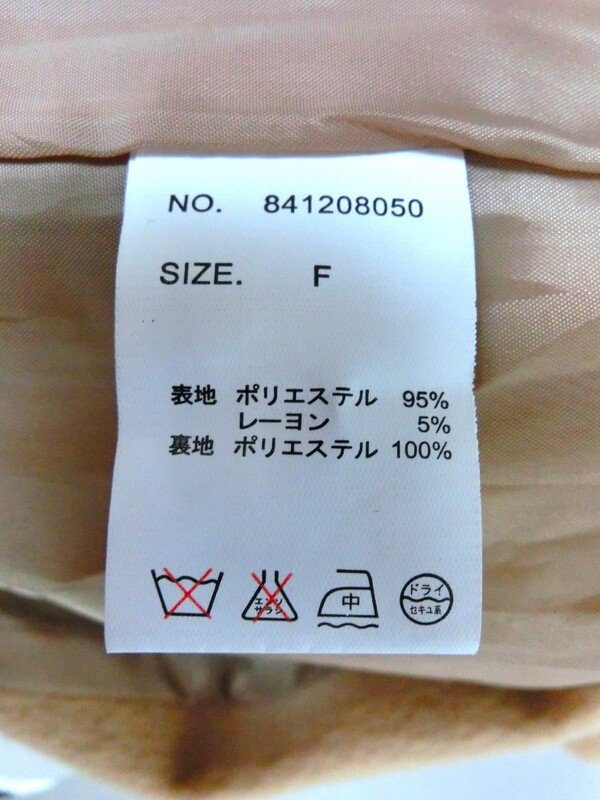 NO. 841208050
SIZE. F
表地 ポリエステル 95%
レーヨン 5%
裏地 ポリエステル 100%
エンソ サラシ 中 ドライ セキユ系